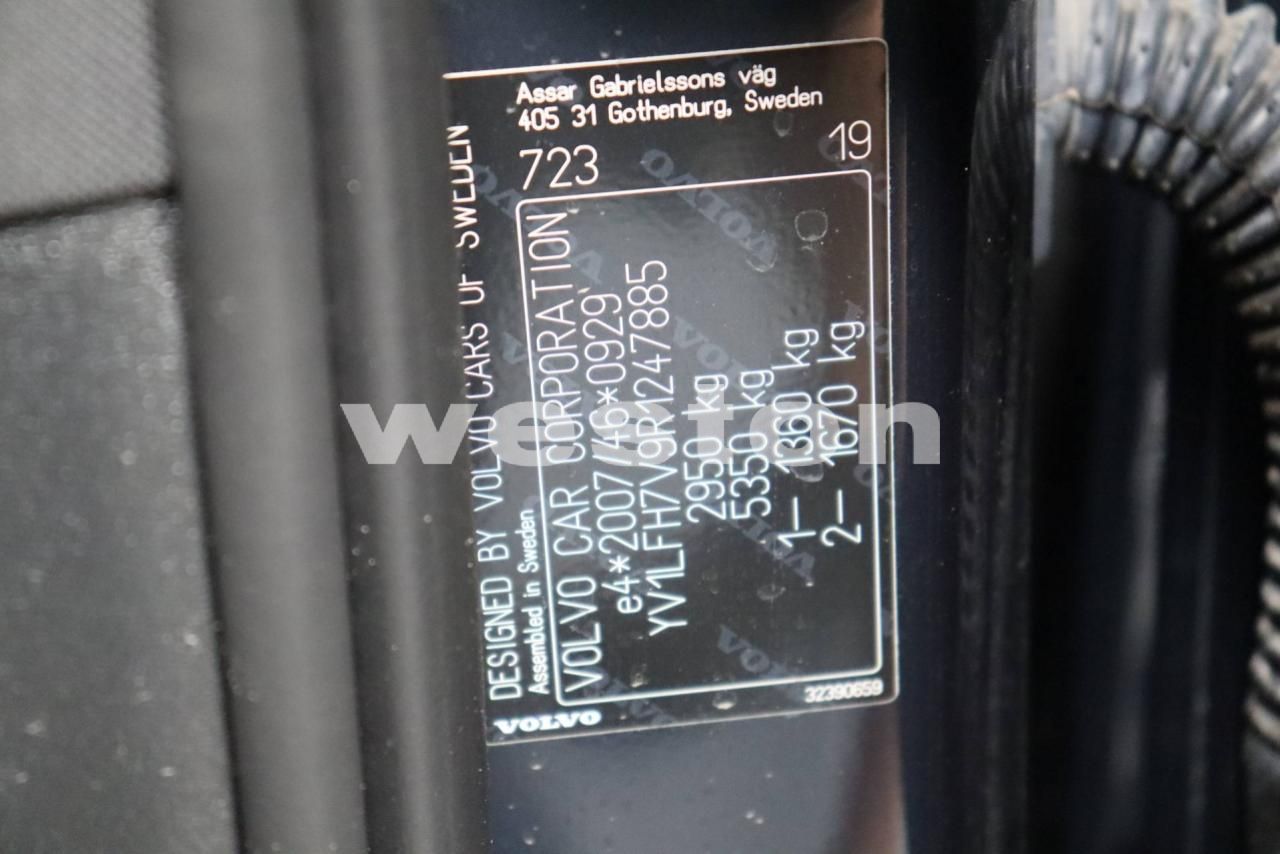 Assar Gabrielssons väg
405 31 Gothenburg, Sweden
723
19
DESIGNED BY VOLVO CARS OF SWEDEN
Assembled in Sweden
VOLVO CAR CORPORATION
e4*2007/46*0929
YV1LFH7V9R1247885
2950 kg
5350 kg
1– 1360 kg
2– 1670 kg
32390659
VOLVO
westen